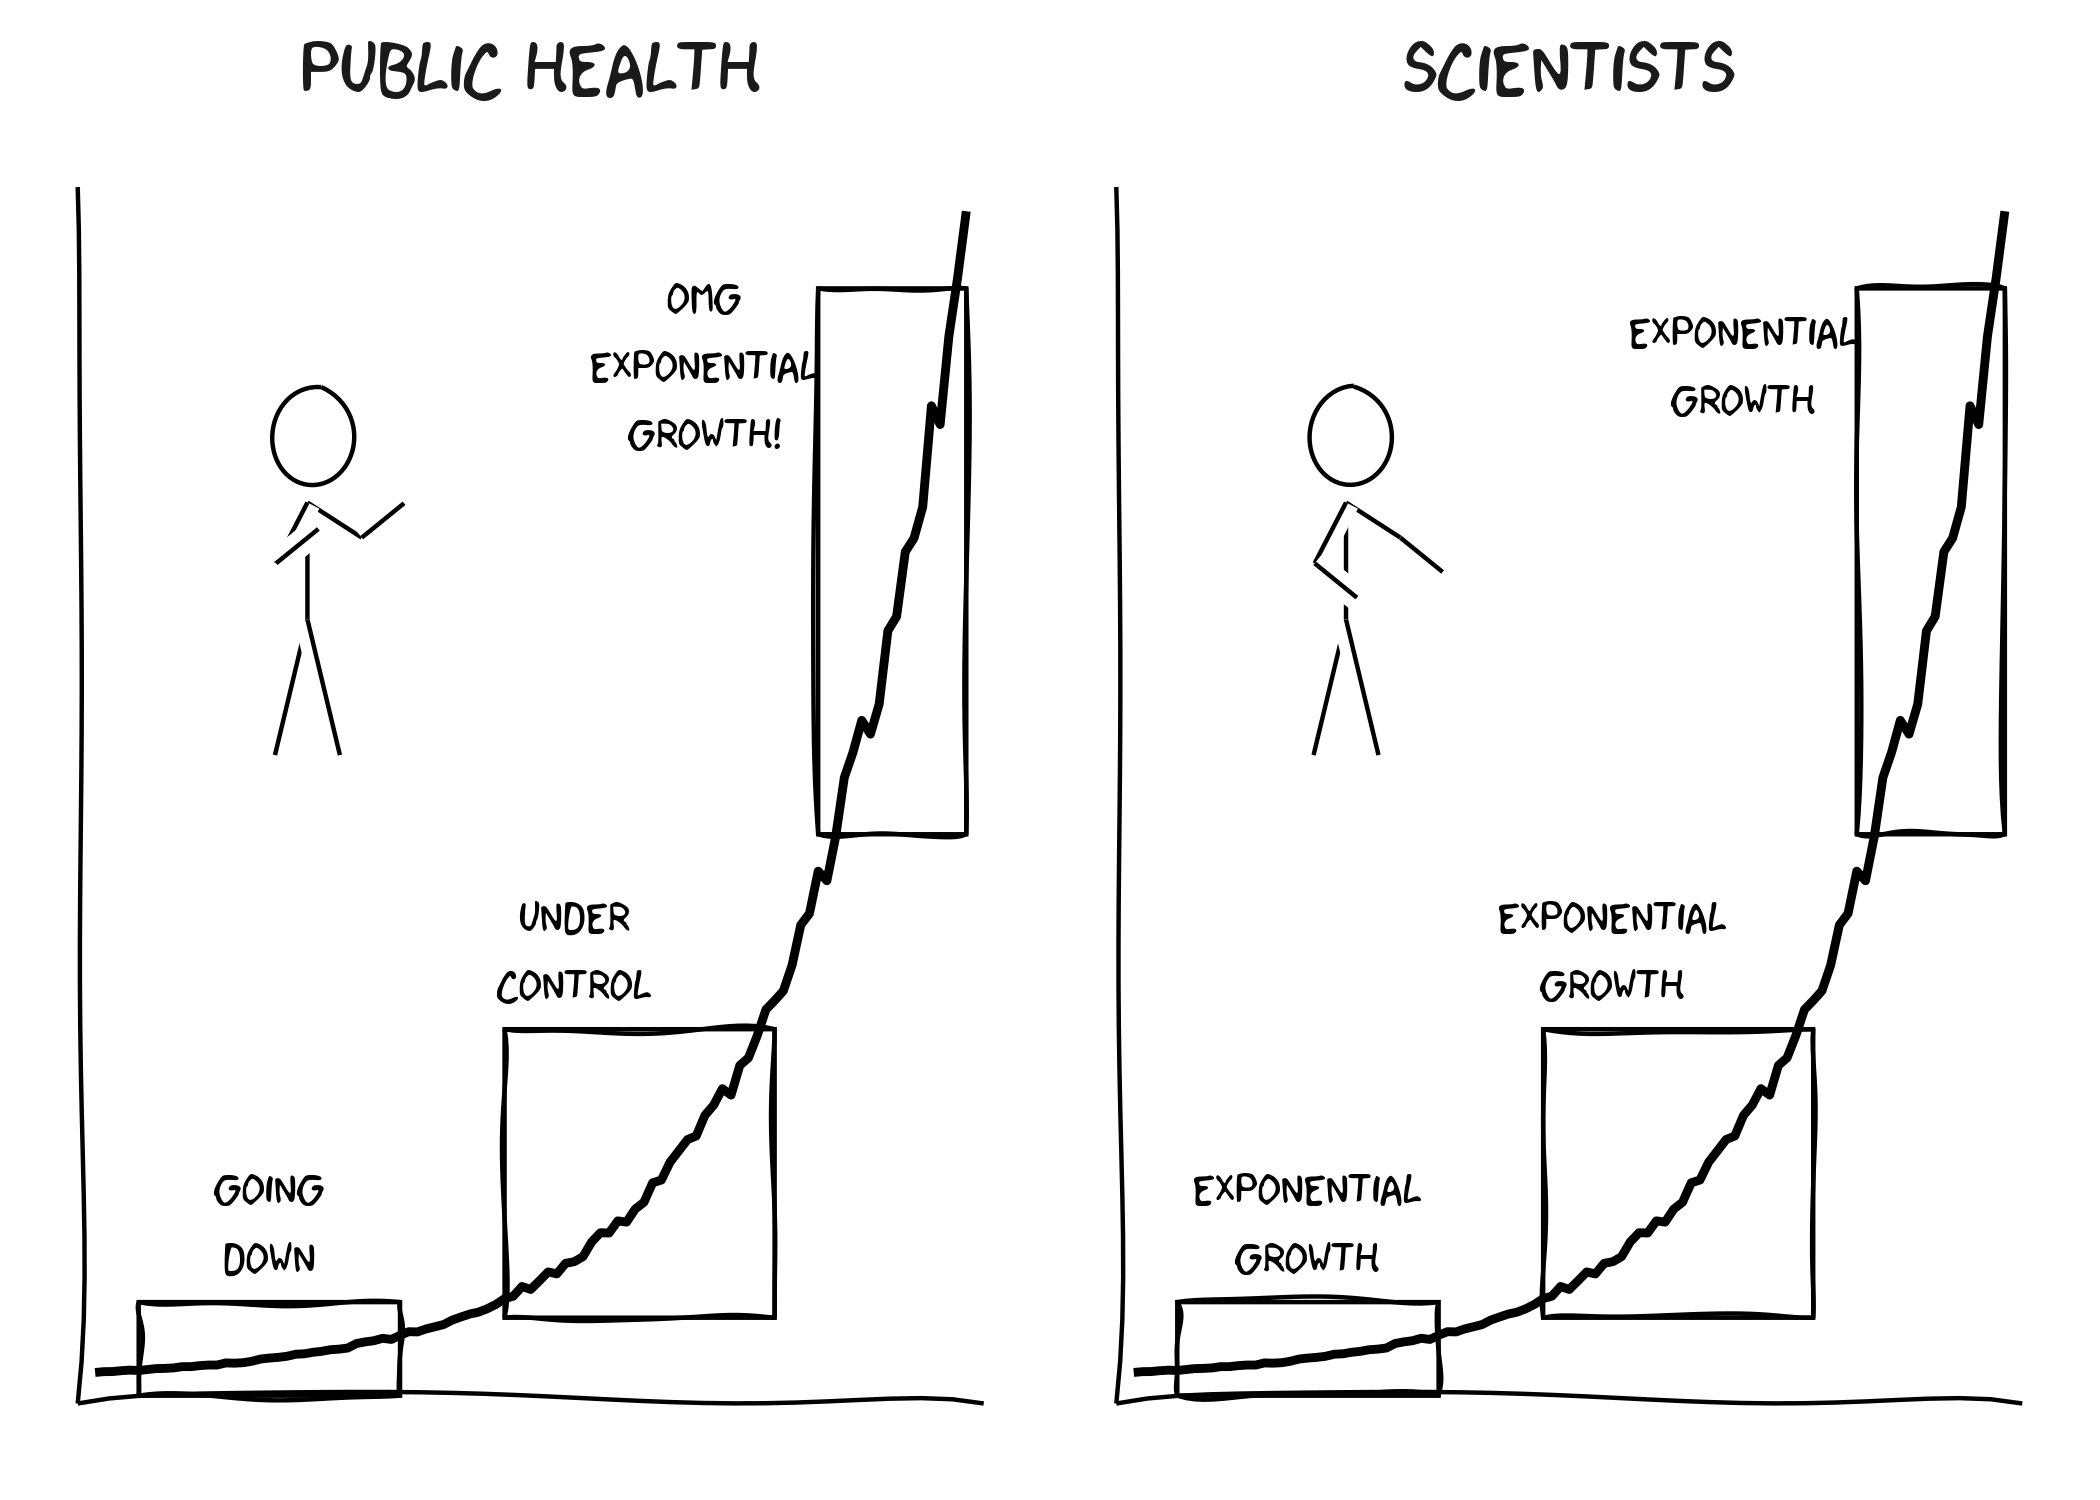 PUBLIC HEALTH
OMG
EXPONENTIAL
GROWTH!
UNDER
CONTROL
GOING
DOWN
SCIENTISTS
EXPONENTIAL
GROWTH
EXPONENTIAL
GROWTH
EXPONENTIAL
GROWTH